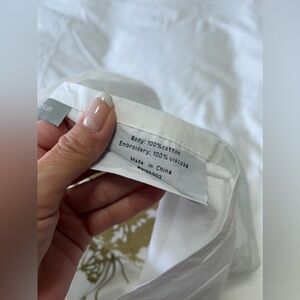 Body: 100%cotton
Embroidery: 100% viscose
Made in China